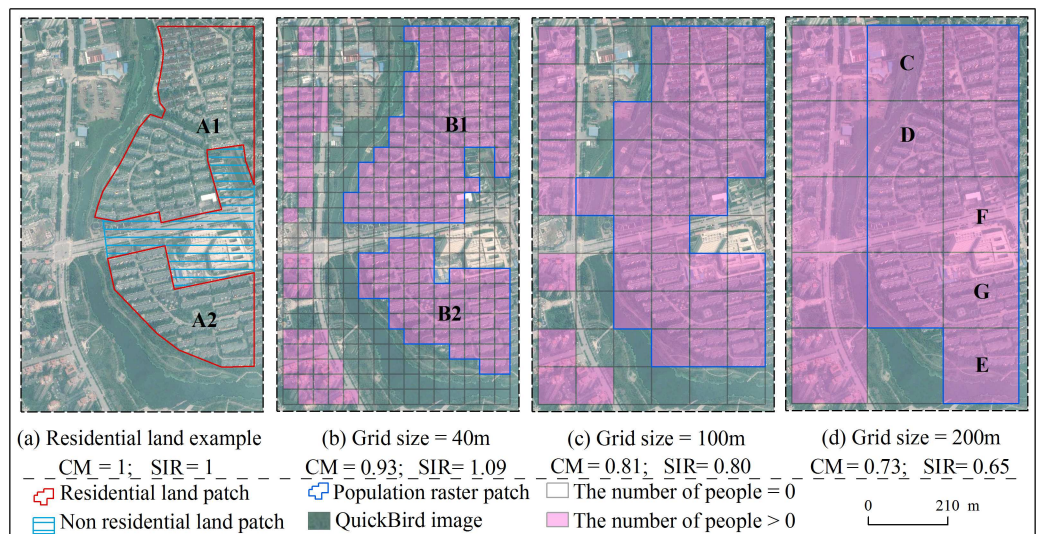 A1
A2
B1
B2
C
D
F
G
E
(a) Residential land example
(b) Grid size = 40m
(c) Grid size = 100m
(d) Grid size = 200m
CM = 1; SIR = 1
CM = 0.93; SIR= 1.09
CM = 0.81; SIR = 0.80
CM = 0.73; SIR = 0.65
Residential land patch
Population raster patch
The number of people = 0
Non residential land patch
QuickBird image
The number of people > 0
0
210 m